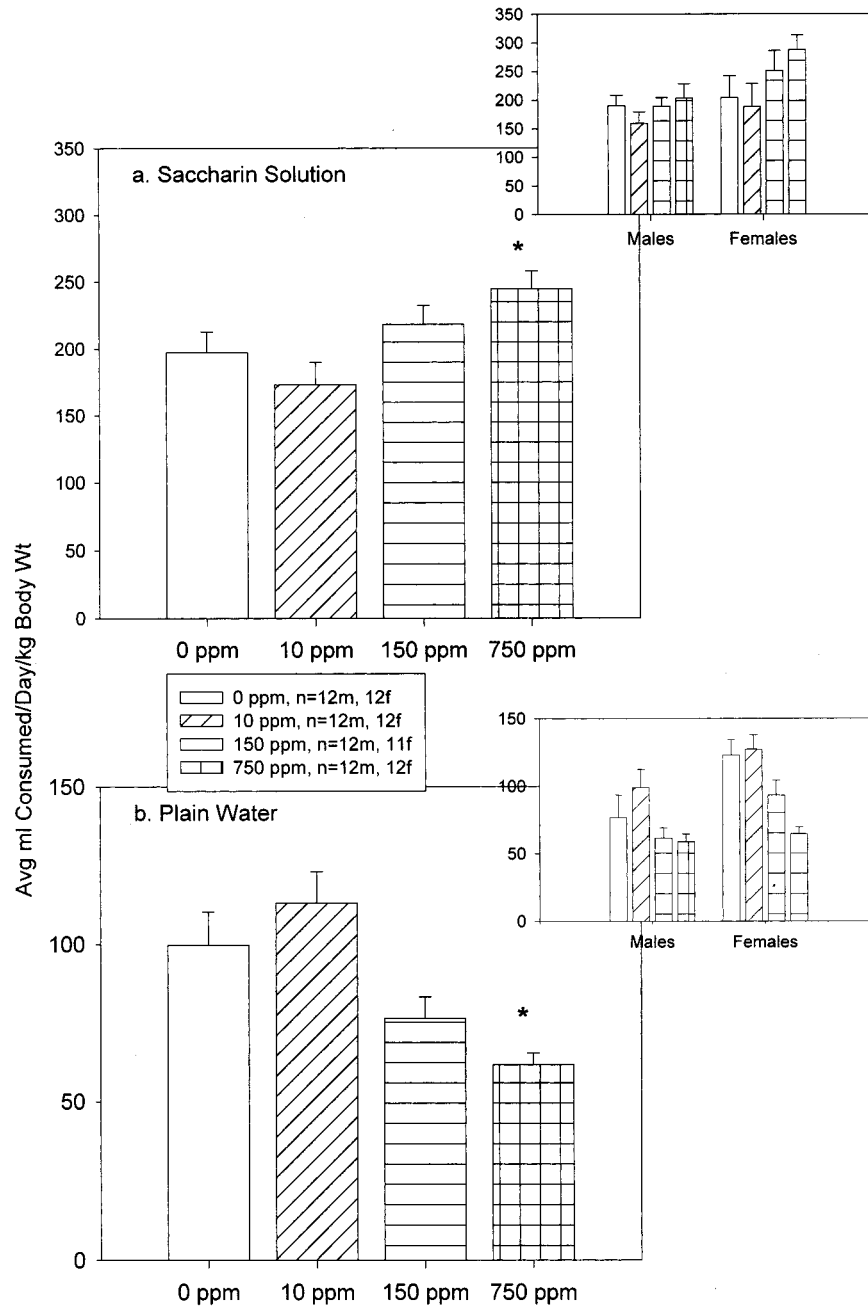 350
300
250
200
150
100
50
0
Males Females
350
300
250
200
150
100
50
0
a. Saccharin Solution
*
0 ppm 10 ppm 150 ppm 750 ppm
Avg ml Consumed/Day/kg Body Wt
0 ppm, n=12m, 12f
10 ppm, n=12m, 12f
150 ppm, n=12m, 11f
750 ppm, n=12m, 12f
150
100
50
0
Males Females
150
100
50
0
b. Plain Water
*
0 ppm 10 ppm 150 ppm 750 ppm